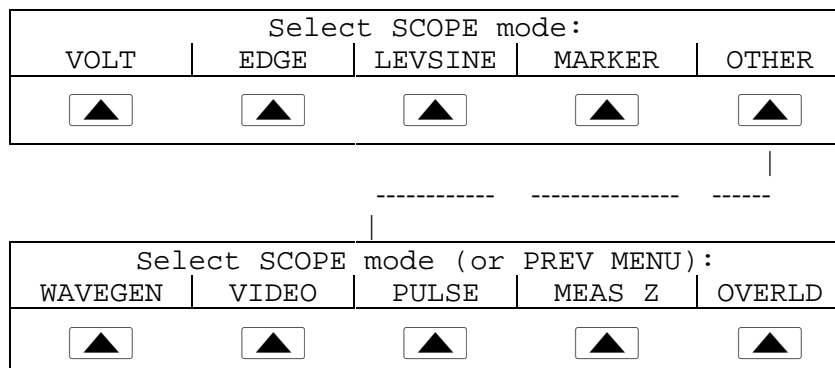 Select SCOPE mode:
VOLT EDGE LEVSINE MARKER OTHER
Select SCOPE mode (or PREV MENU):
WAVEGEN VIDEO PULSE MEAS Z OVERLD